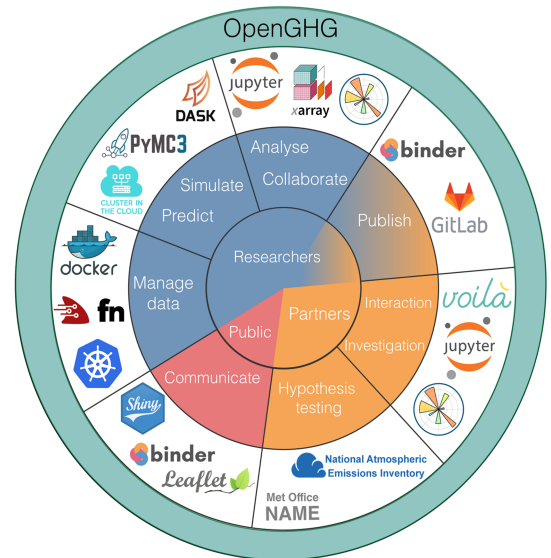 OpenGHG
DASK
jupyter
xarray
PyMC3
CLUSTER IN
THE CLOUD
binder
GitLab
Analyse
Collaborate
Simulate
Predict
Publish
docker
fn
Manage
data
Researchers
Interaction
Investigation
voilà
jupyter
Partners
Public
Communicate
Hypothesis
testing
Shiny
binder
Leaflet
National Atmospheric
Emissions Inventory
Met Office
NAME